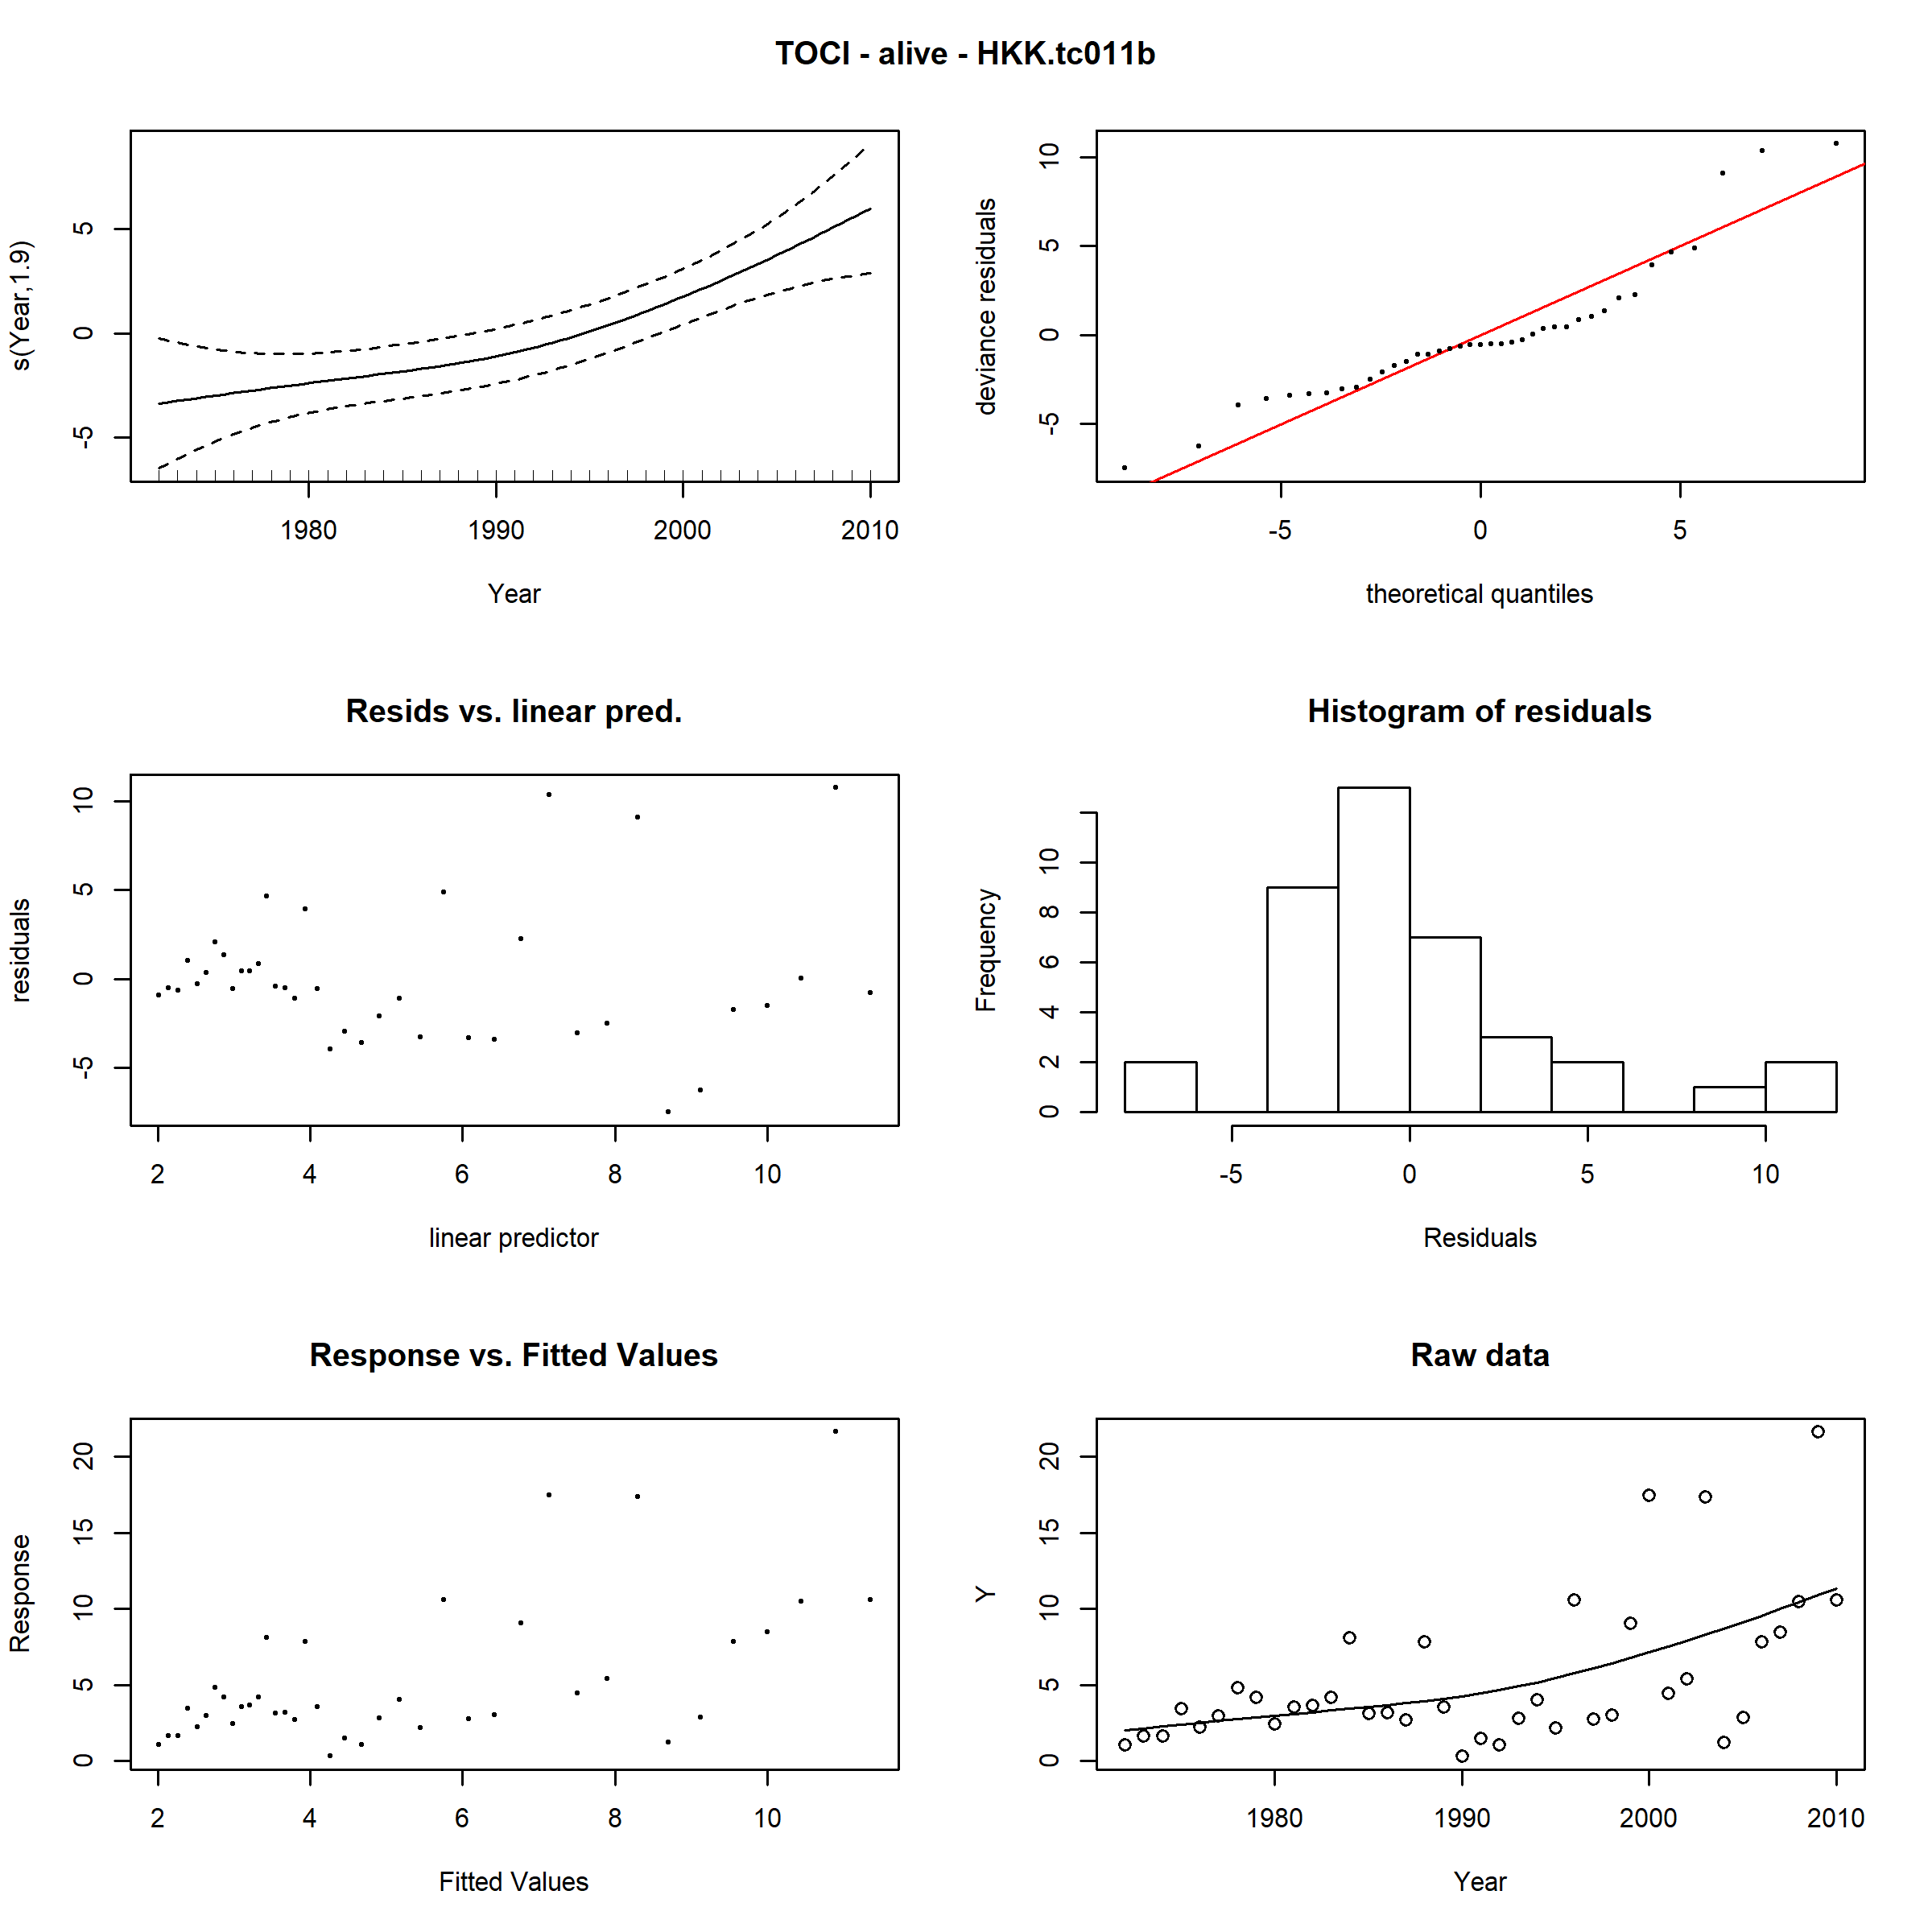 TOCI - alive - HKK.tc011b
s(Year,1.9)
5
0
-5
1980 1990 2000 2010
Year
deviance residuals
10
5
0
-5
-5 0 5
theoretical quantiles
Resids vs. linear pred.
residuals
10
5
0
-5
2 4 6 8 10
linear predictor
Histogram of residuals
Frequency
10
8
6
4
2
0
-5 0 5 10
Residuals
Response vs. Fitted Values
Response
20
15
10
5
0
2 4 6 8 10
Fitted Values
Raw data
Y
20
15
10
5
0
1980 1990 2000 2010
Year